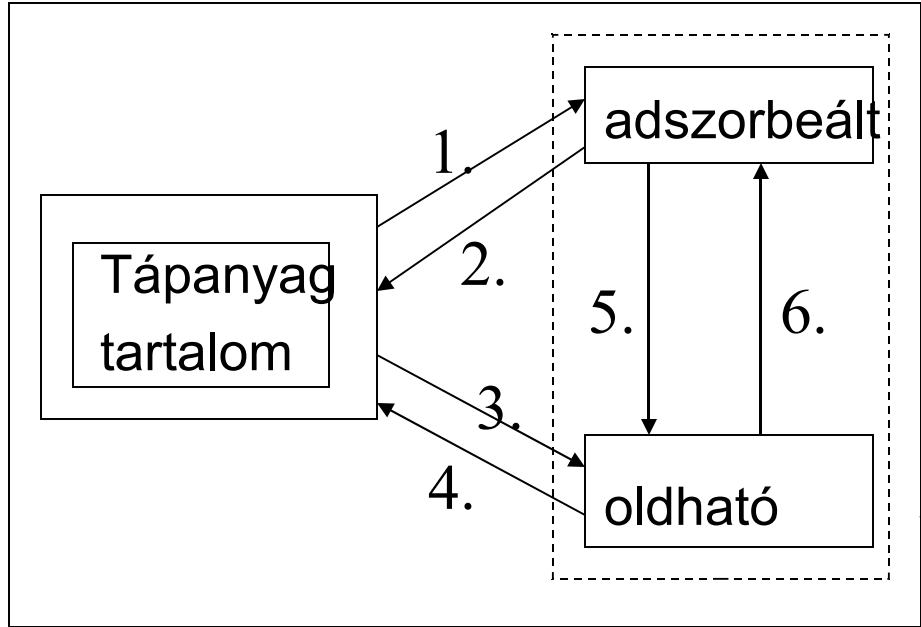 adszorbeált
1.
2.
Tápanyag
tartalom
5.
6.
3.
4.
oldható